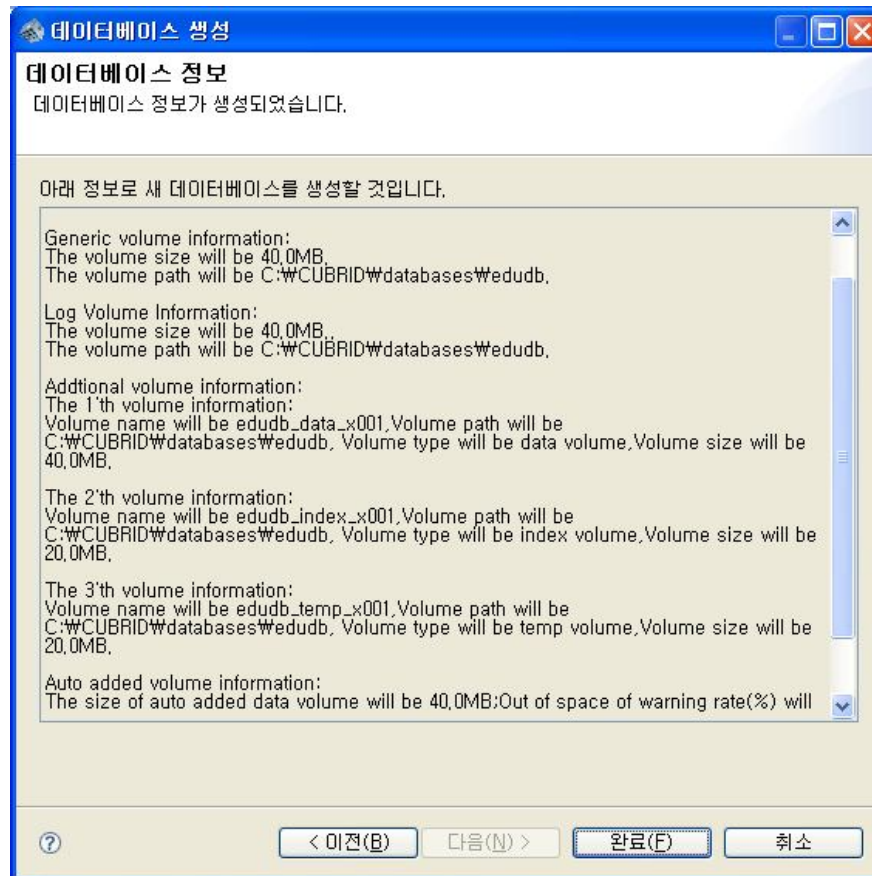 데이터베이스 생성
데이터베이스 정보
데이터베이스 정보가 생성되었습니다.
아래 정보로 새 데이터베이스를 생성할 것입니다.
Generic volume information:
The volume size will be 40.0MB.
The volume path will be C:₩CUBRID₩databases₩edudb.
Log Volume Information:
The volume size will be 40.0MB..
The volume path will be C:₩CUBRID₩databases₩edudb.
Addtional volume information:
The 1'th volume information:
Volume name will be edudb_data_x001,Volume path will be
C:₩CUBRID₩databases₩edudb, Volume type will be data volume,Volume size will be
40.0MB.
The 2'th volume information:
Volume name will be edudb_index_x001,Volume path will be
C:₩CUBRID₩databases₩edudb, Volume type will be index volume,Volume size will be
20.0MB.
The 3'th volume information:
Volume name will be edudb_temp_x001,Volume path will be
C:₩CUBRID₩databases₩edudb, Volume type will be temp volume,Volume size will be
20.0MB.
Auto added volume information:
The size of auto added data volume will be 40.0MB;Out of space of warning rate(%) will
? < 이전(B) 다음(N) > 완료(F) 취소